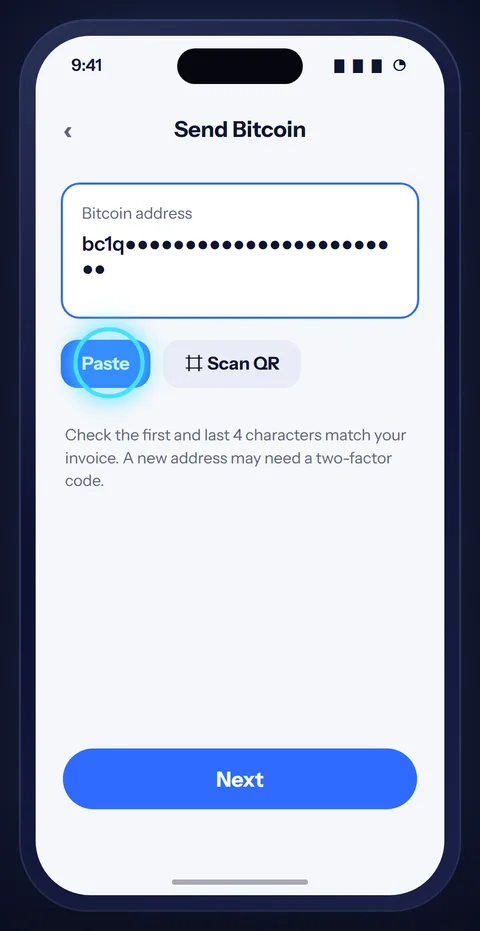 9:41
Send Bitcoin
Bitcoin address
bc1q●●●●●●●●●●●●●●●●●●●●●●
●●
Paste
Scan QR
Check the first and last 4 characters match your
invoice. A new address may need a two-factor
code.
Next